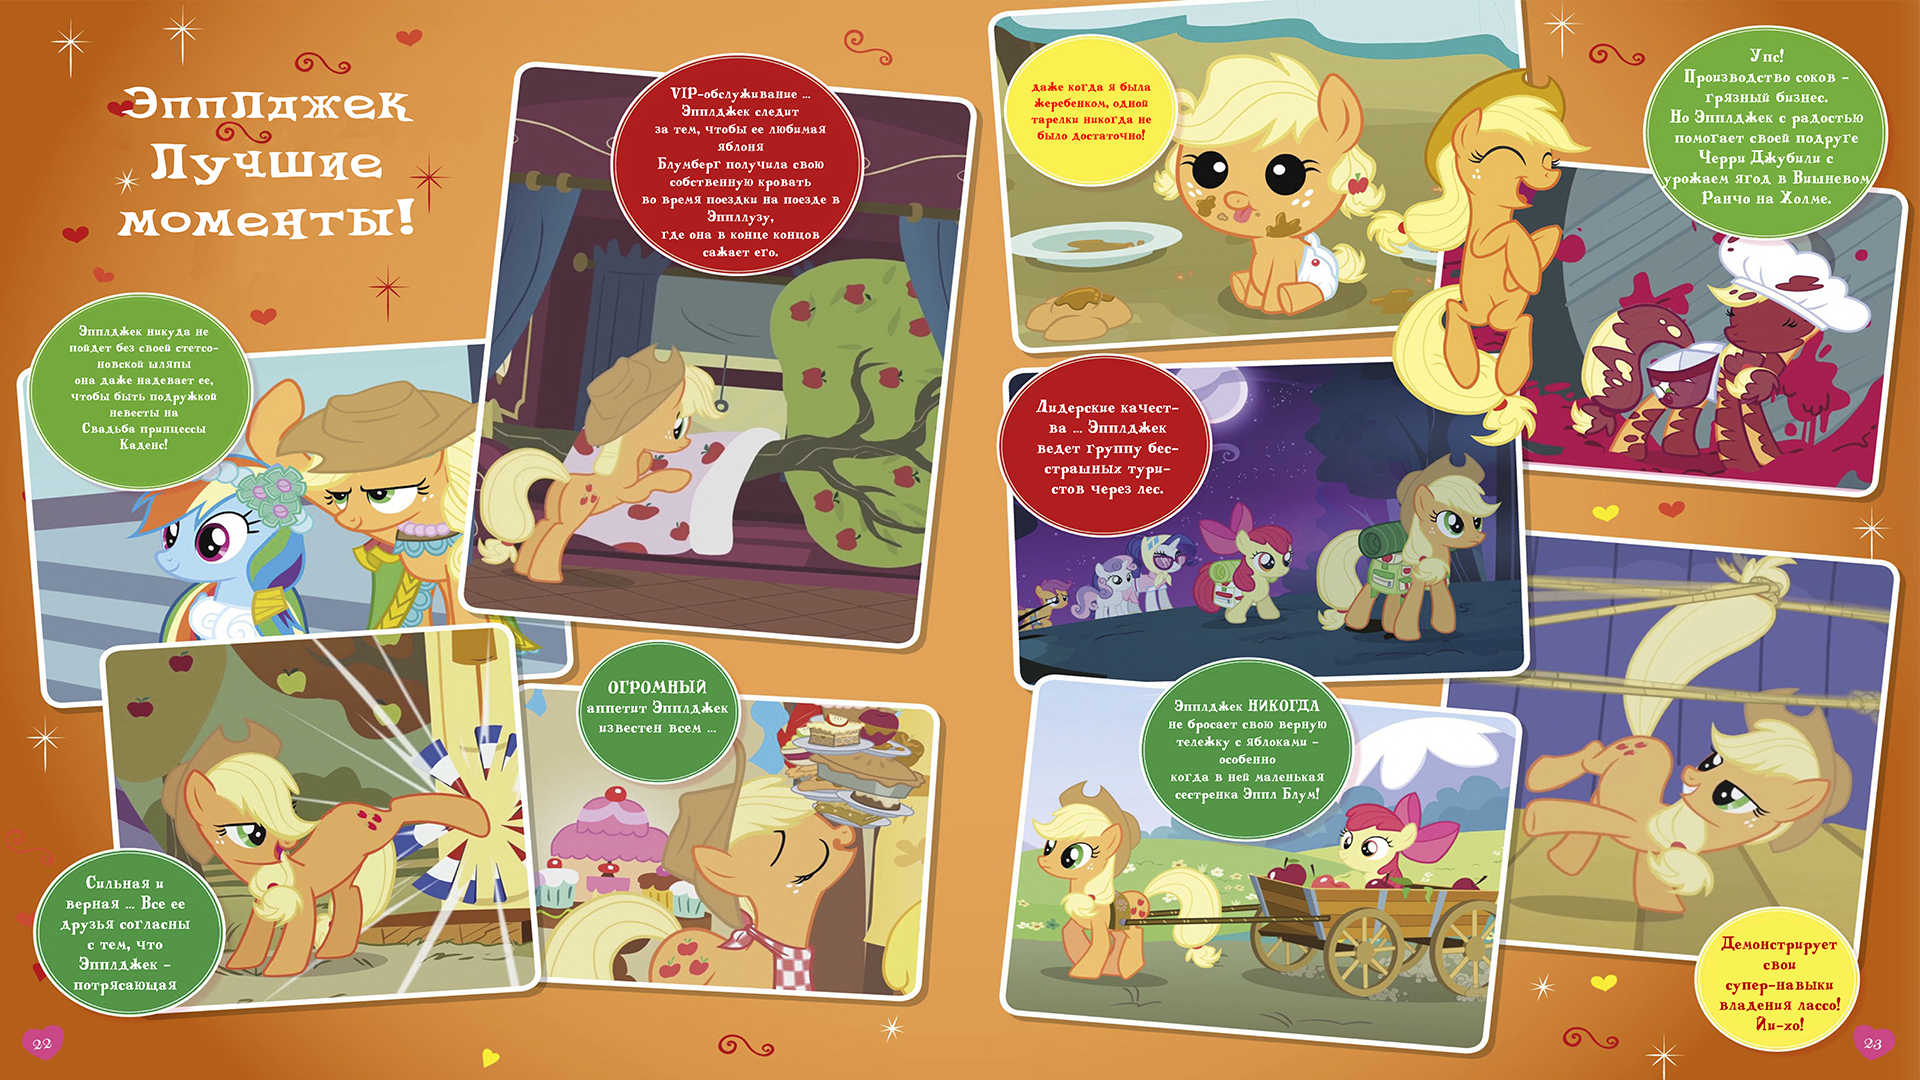 Эпплджек
Лучшие
моменты!
Эпплджек никуда не
пойдет без своей стетсо-
новской шляпы
она даже надевает ее,
чтобы быть подружкой
невесты на
Свадьба принцессы
Каденс!
VIP-обслуживание ...
Эпплджек следит
за тем, чтобы ее любимая
яблоня
Блумберг получила свою
собственную кровать
во время поездки на поезде в
Эппллузу,
где она в конце концов
сажает его.
ОГРОМНЫЙ
аппетит Эпплджек
известен всем ...
Сильная и
верная ... Все ее
друзья согласны
с тем, что
Эпплджек -
потрясающая
22
даже когда я была
жеребенком, одной
тарелки никогда не
было достаточно!
Упс!
Производство соков -
грязный бизнес.
Но Эпплджек с радостью
помогает своей подруге
Черри Джубили с
урожаем ягод в Вишневом
Ранчо на Холме.
Лидерские качест-
ва ... Эпплджек
ведет группу бес-
страшных тури-
стов через лес.
Эпплджек НИКОГДА
не бросает свою верную
тележку с яблоками -
особенно
когда в ней маленькая
сестренка Эппл Блум!
Демонстрирует
свои
супер-навыки
владения лассо!
Йи-хо!
23